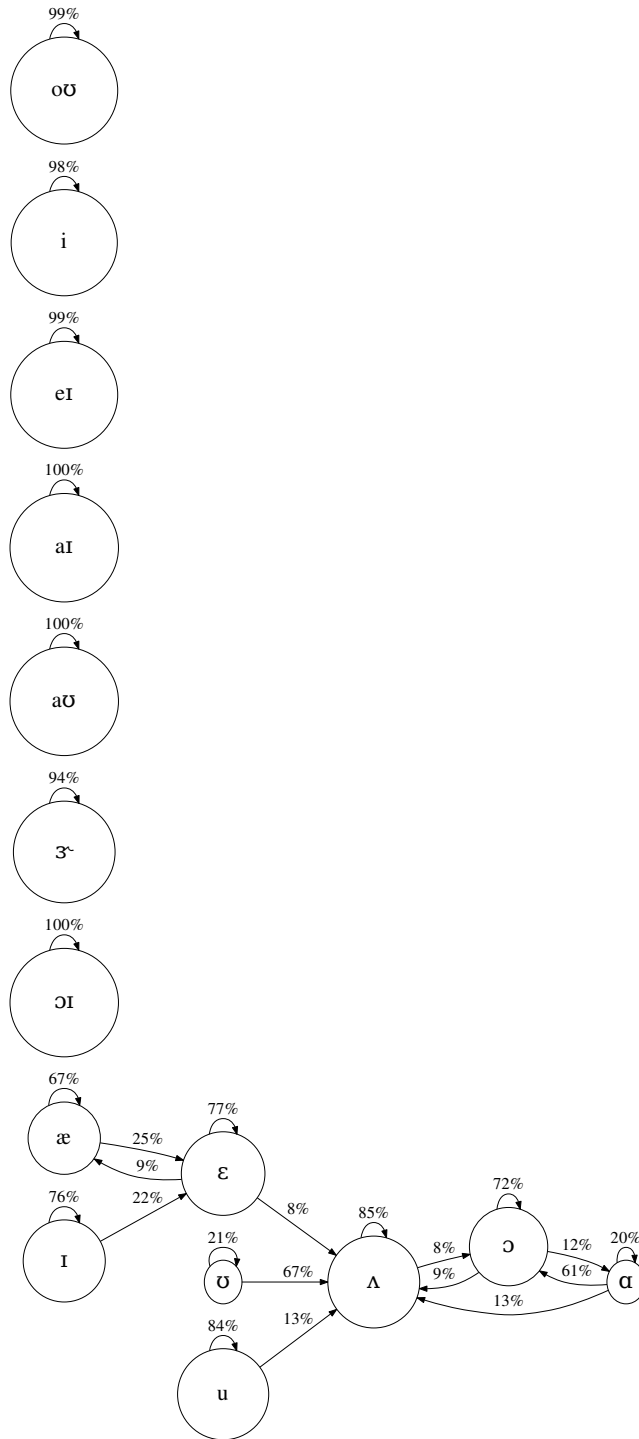 99%
oʊ
98%
i
99%
eɪ
100%
aɪ
100%
aʊ
94%
ɝ
100%
ɔɪ
67%
æ
25%
9%
77%
ɛ
76%
ɪ
22%
8%
21%
ʊ
67%
85%
ʌ
8%
9%
72%
ɔ
12%
61%
20%
ɑ
13%
84%
u
13%